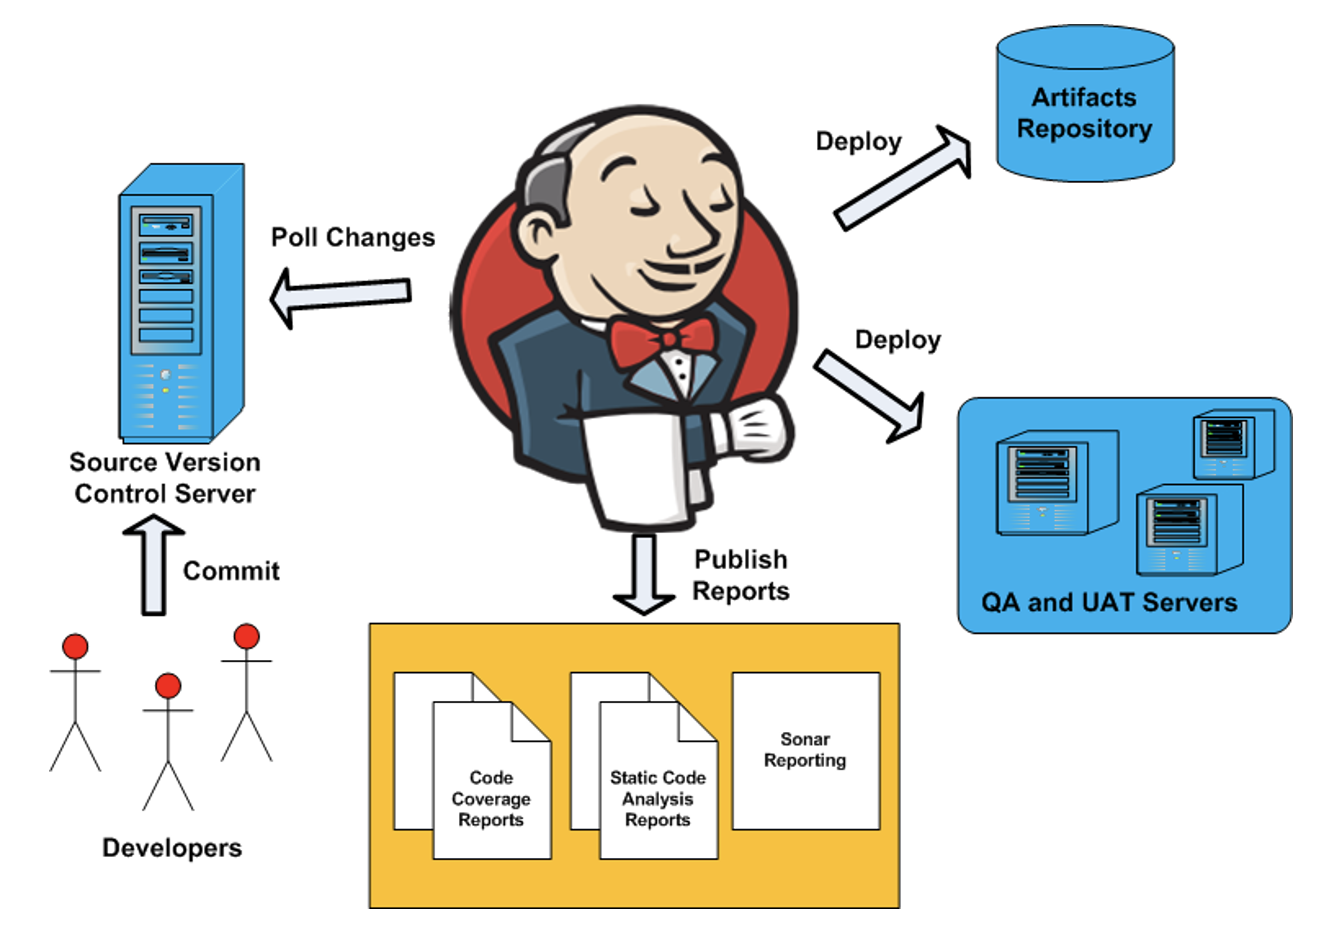 Artifacts
Repository
Deploy
Poll Changes
Deploy
Source Version
Control Server
Commit
Publish
Reports
QA and UAT Servers
Code
Coverage
Reports
Static Code
Analysis
Reports
Sonar
Reporting
Developers